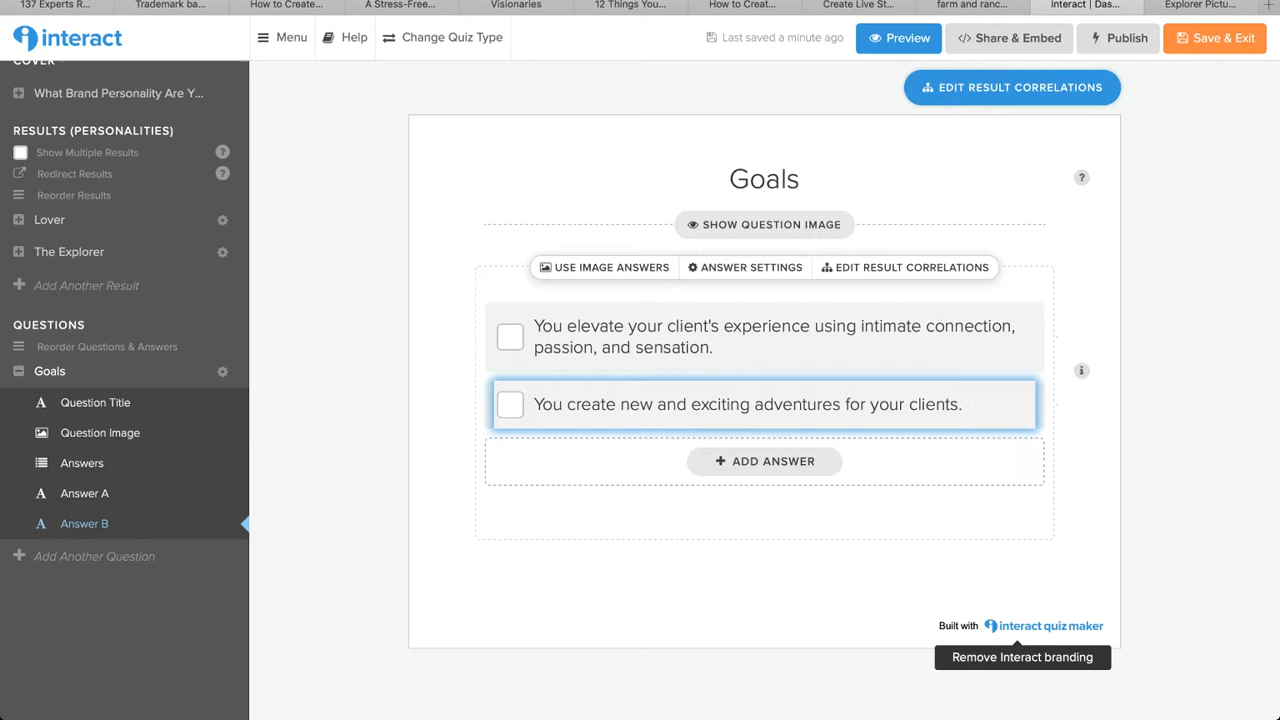 137 Experts R...
Trademark ba...
How to Create...
A Stress-Free...
Visionaries
12 Things You...
How to Creat...
Create Live St...
farm and ranc...
Interact | Das...
Explorer Pictu...
interact
Menu
Help
Change Quiz Type
Last saved a minute ago
Preview
</> Share & Embed
Publish
Save & Exit
COVER
What Brand Personality Are Y...
RESULTS (PERSONALITIES)
Show Multiple Results
?
Redirect Results
?
Reorder Results
Lover
The Explorer
Add Another Result
QUESTIONS
Reorder Questions & Answers
Goals
A Question Title
Question Image
Answers
A Answer A
A Answer B
Add Another Question
EDIT RESULT CORRELATIONS
Goals
?
SHOW QUESTION IMAGE
USE IMAGE ANSWERS
ANSWER SETTINGS
EDIT RESULT CORRELATIONS
You elevate your client's experience using intimate connection,
passion, and sensation.
i
You create new and exciting adventures for your clients.
+ ADD ANSWER
Built with interact quiz maker
Remove Interact branding